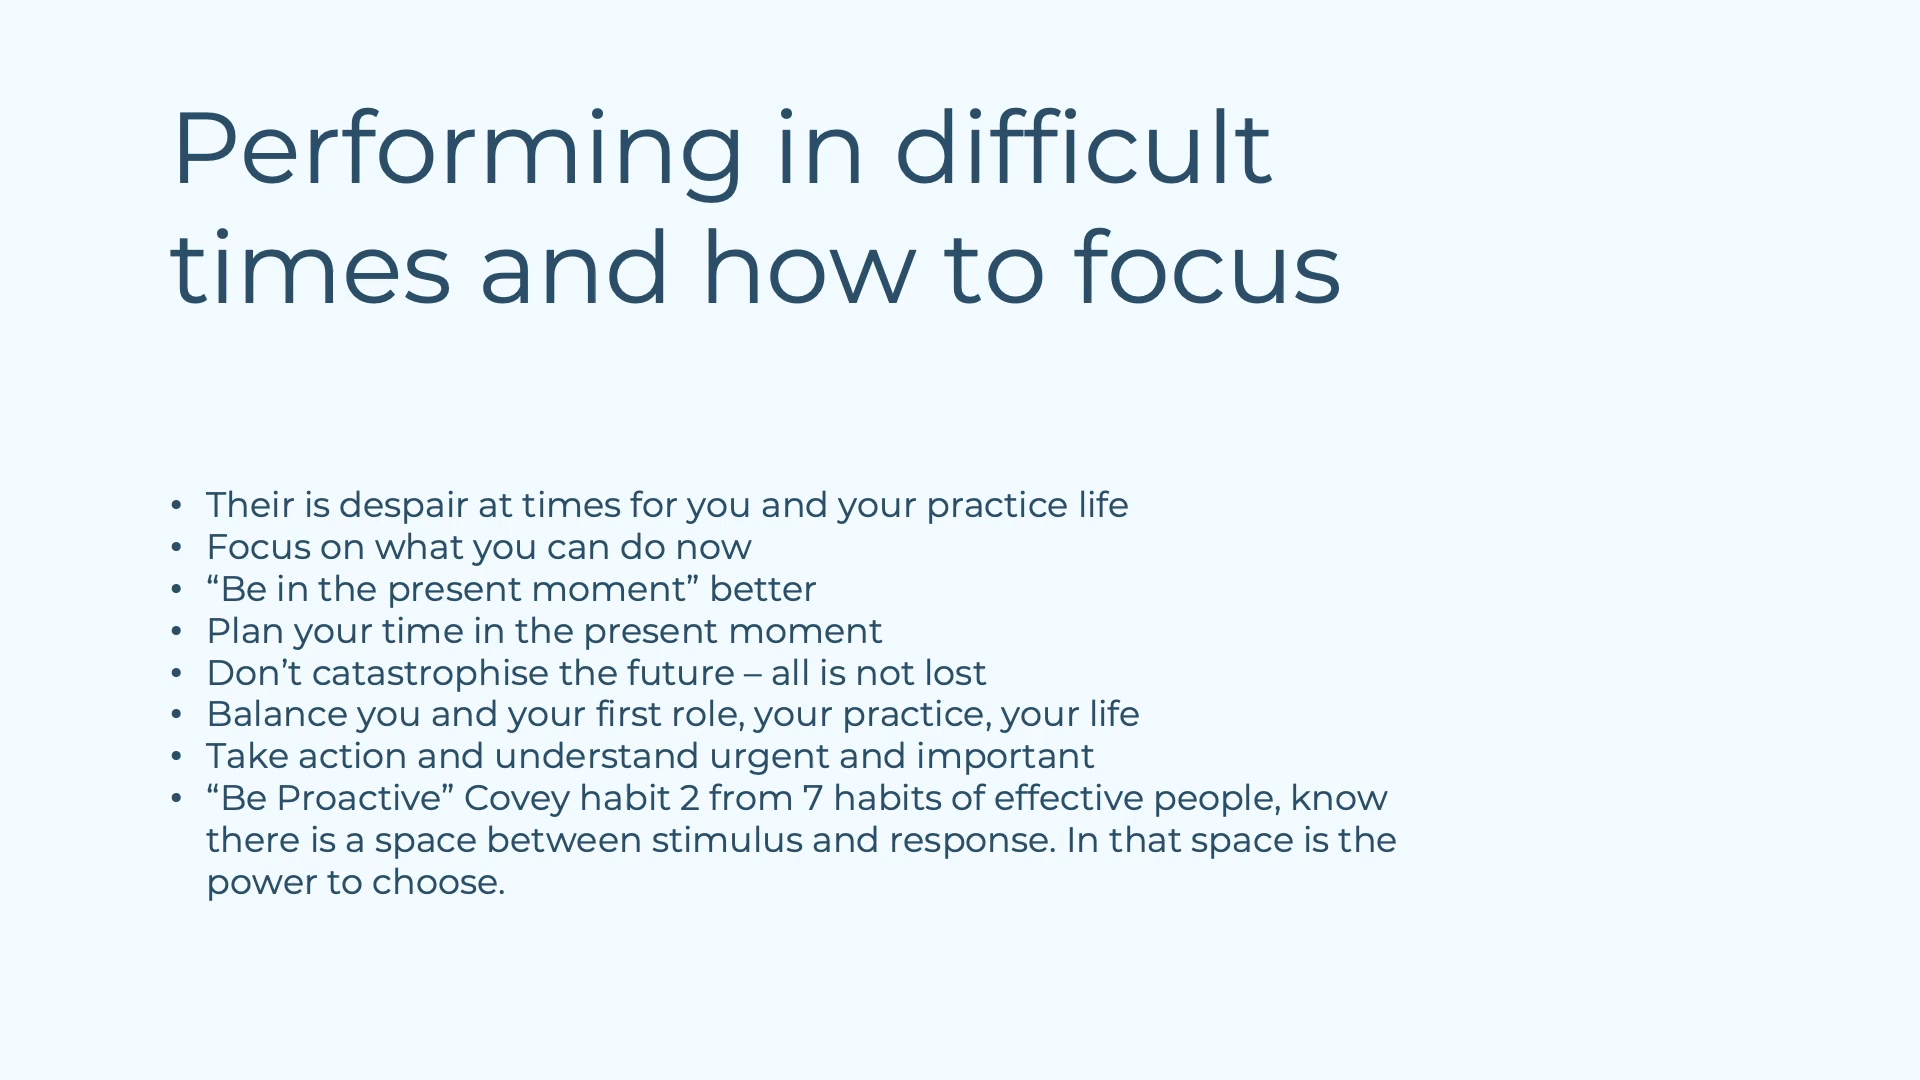 Performing in difficult
times and how to focus
• Their is despair at times for you and your practice life
• Focus on what you can do now
• “Be in the present moment” better
• Plan your time in the present moment
• Don’t catastrophise the future – all is not lost
• Balance you and your first role, your practice, your life
• Take action and understand urgent and important
• “Be Proactive” Covey habit 2 from 7 habits of effective people, know
there is a space between stimulus and response. In that space is the
power to choose.